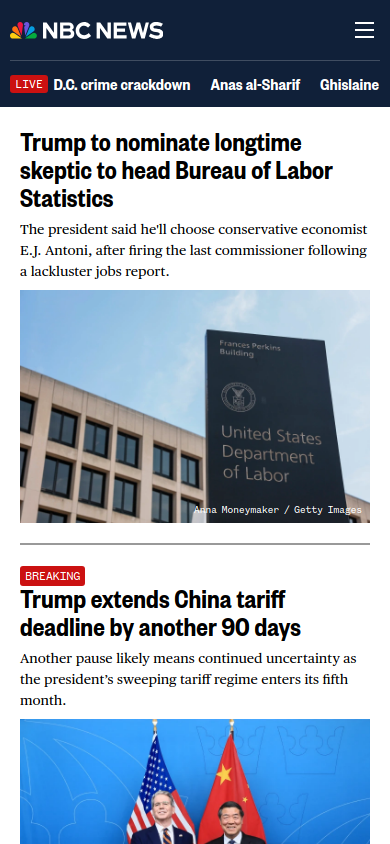 NBC NEWS
LIVE D.C. crime crackdown Anas al-Sharif Ghislaine
Trump to nominate longtime
skeptic to head Bureau of Labor
Statistics
The president said he'll choose conservative economist
E.J. Antoni, after firing the last commissioner following
a lackluster jobs report.
Frances Perkins
Building
United States
Department
of Labor
Anna Moneymaker / Getty Images
BREAKING
Trump extends China tariff
deadline by another 90 days
Another pause likely means continued uncertainty as
the president’s sweeping tariff regime enters its fifth
month.